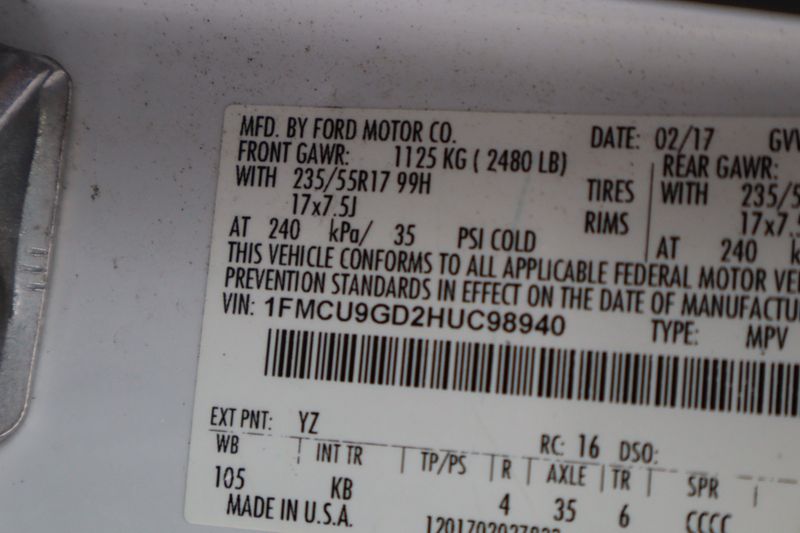 MFD. BY FORD MOTOR CO. DATE: 02/17
FRONT GAWR: 1125 KG ( 2480 LB) REAR GAWR:
WITH 235/55R17 99H TIRES WITH
17x7.5J RIMS
AT 240 kPa/ 35 PSI COLD AT 240
THIS VEHICLE CONFORMS TO ALL APPLICABLE FEDERAL MOTOR
PREVENTION STANDARDS IN EFFECT ON THE DATE OF
VIN: 1FMCU9GD2HUC98940 TYPE: MPV
EXT PNT: YZ RC: 16 DSO:
WB INT TR TP/PS R AXLE TR SPR
105 KB 4 35 6 CCCC
MADE IN U.S.A.